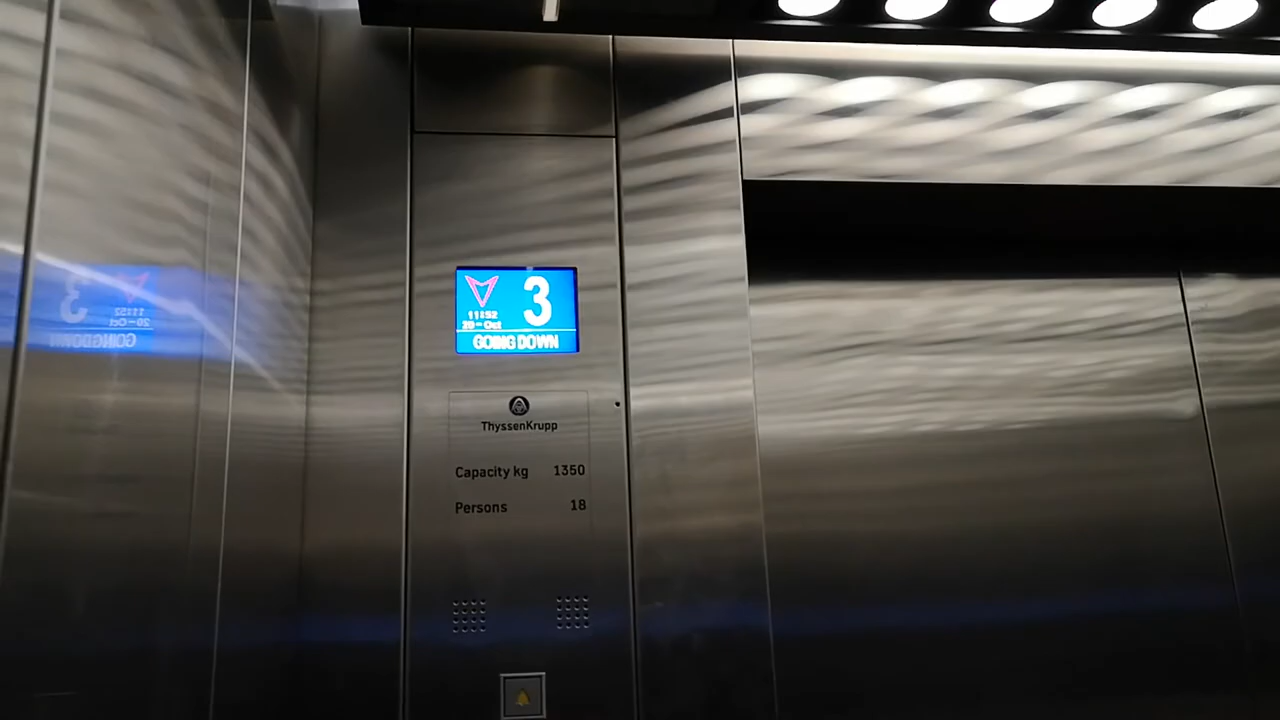 3
11:52
20-Oct
GOING DOWN
ThyssenKrupp
Capacity kg 1350
Persons 18